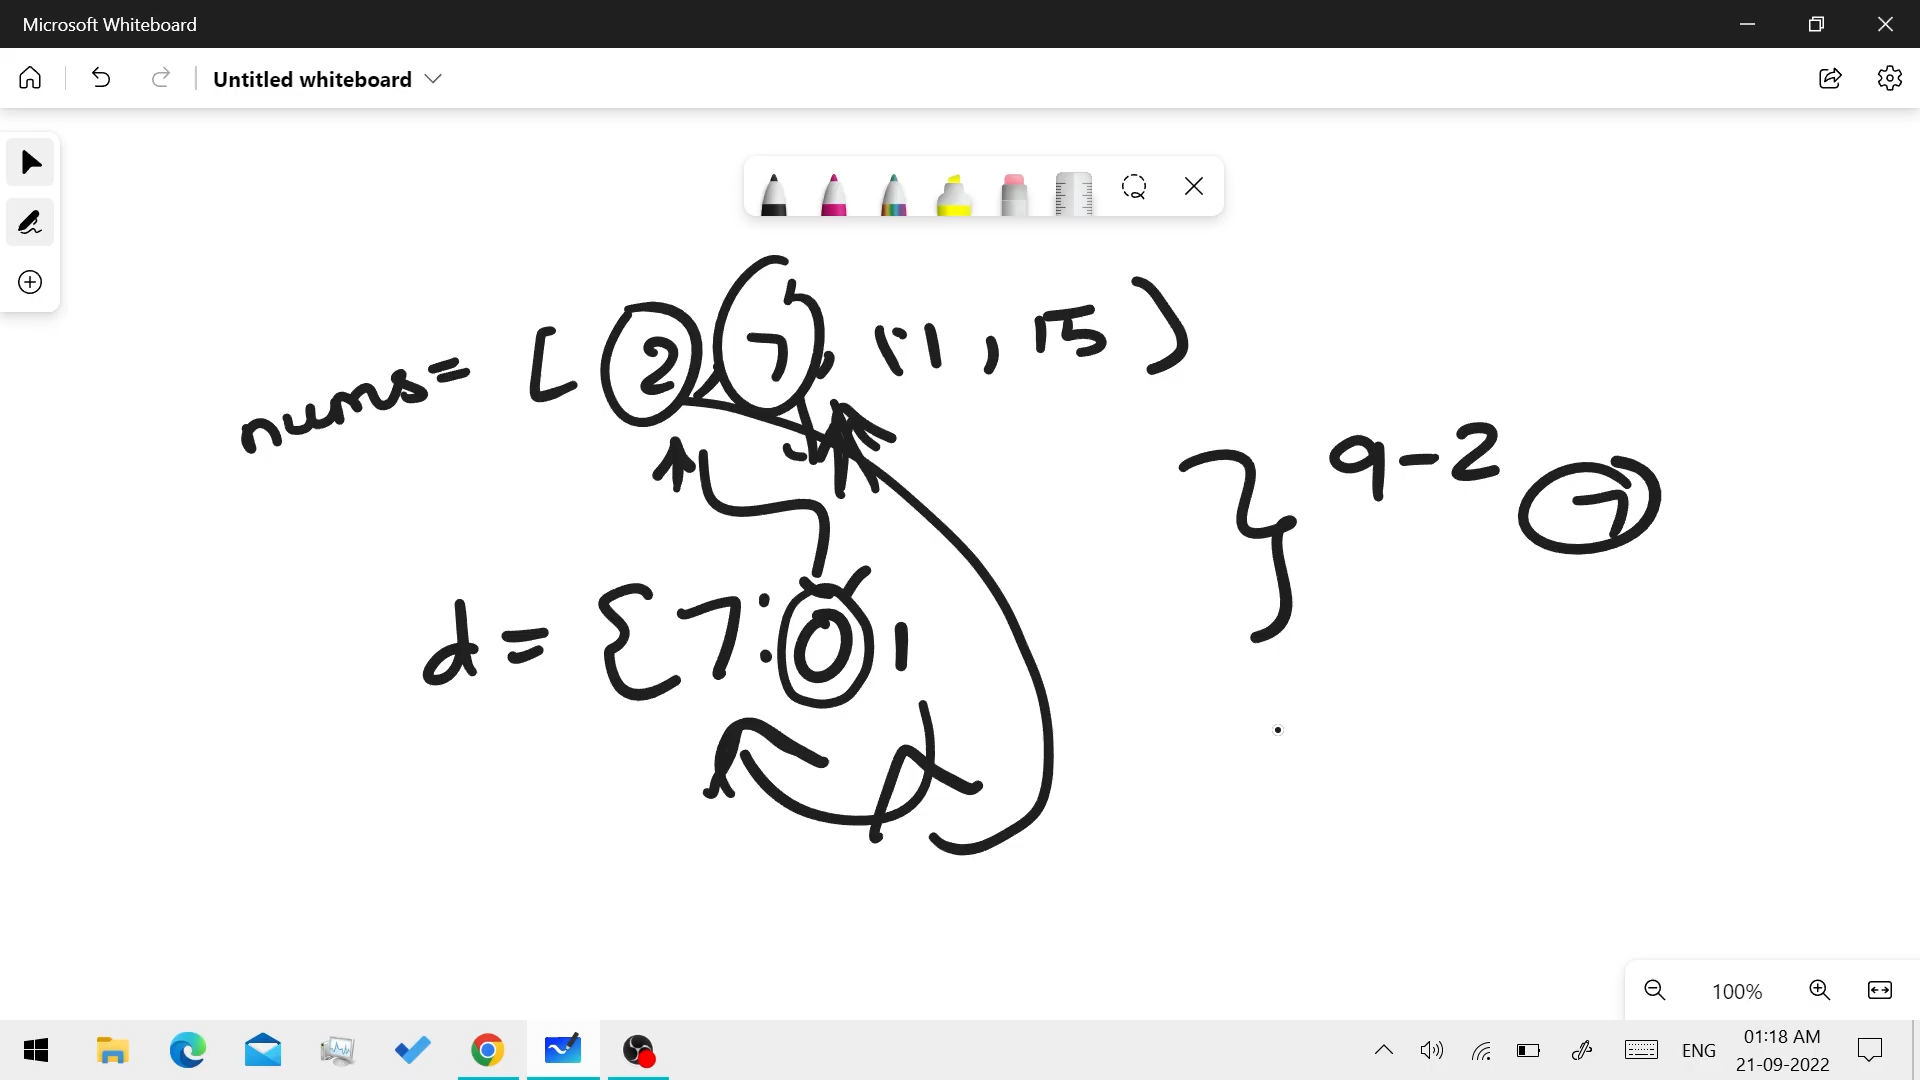 Microsoft Whiteboard
Untitled whiteboard
nums= [ 2, 7, 11, 15 )
9-2 7
d = { 7:0 1 }
100%
ENG
01:18 AM
21-09-2022